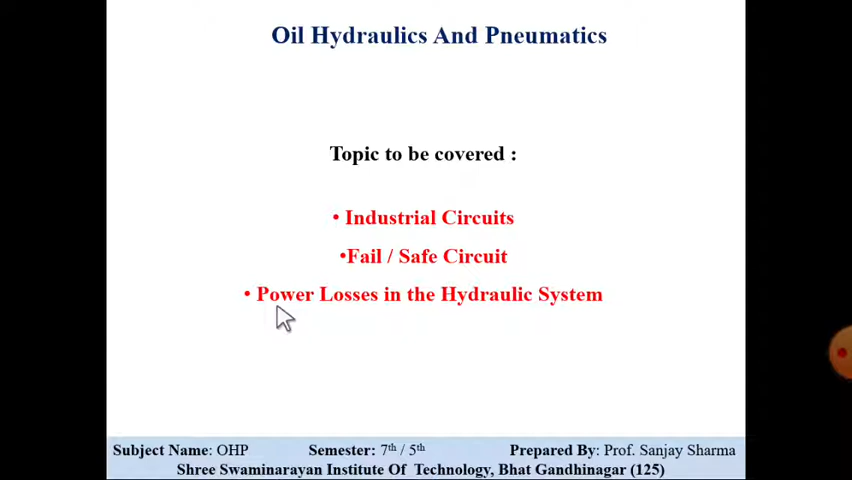 Oil Hydraulics And Pneumatics
Topic to be covered :
• Industrial Circuits
•Fail / Safe Circuit
• Power Losses in the Hydraulic System
Subject Name: OHP Semester: 7th / 5th Prepared By: Prof. Sanjay Sharma
Shree Swaminarayan Institute Of Technology, Bhat Gandhinagar (125)